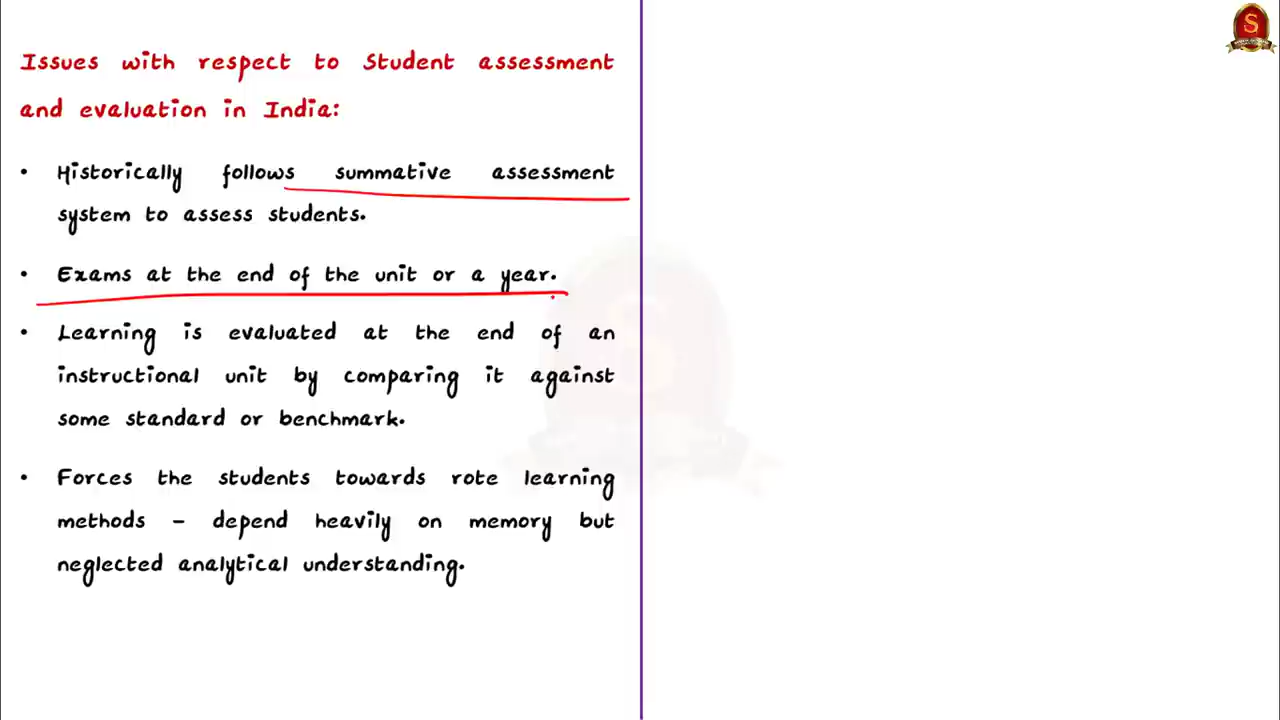 Issues with respect to Student assessment
and evaluation in India:
• Historically follows summative assessment
system to assess students.
• Exams at the end of the unit or a year.
• Learning is evaluated at the end of an
instructional unit by comparing it against
some standard or benchmark.
• Forces the students towards rote learning
methods – depend heavily on memory but
neglected analytical understanding.
S